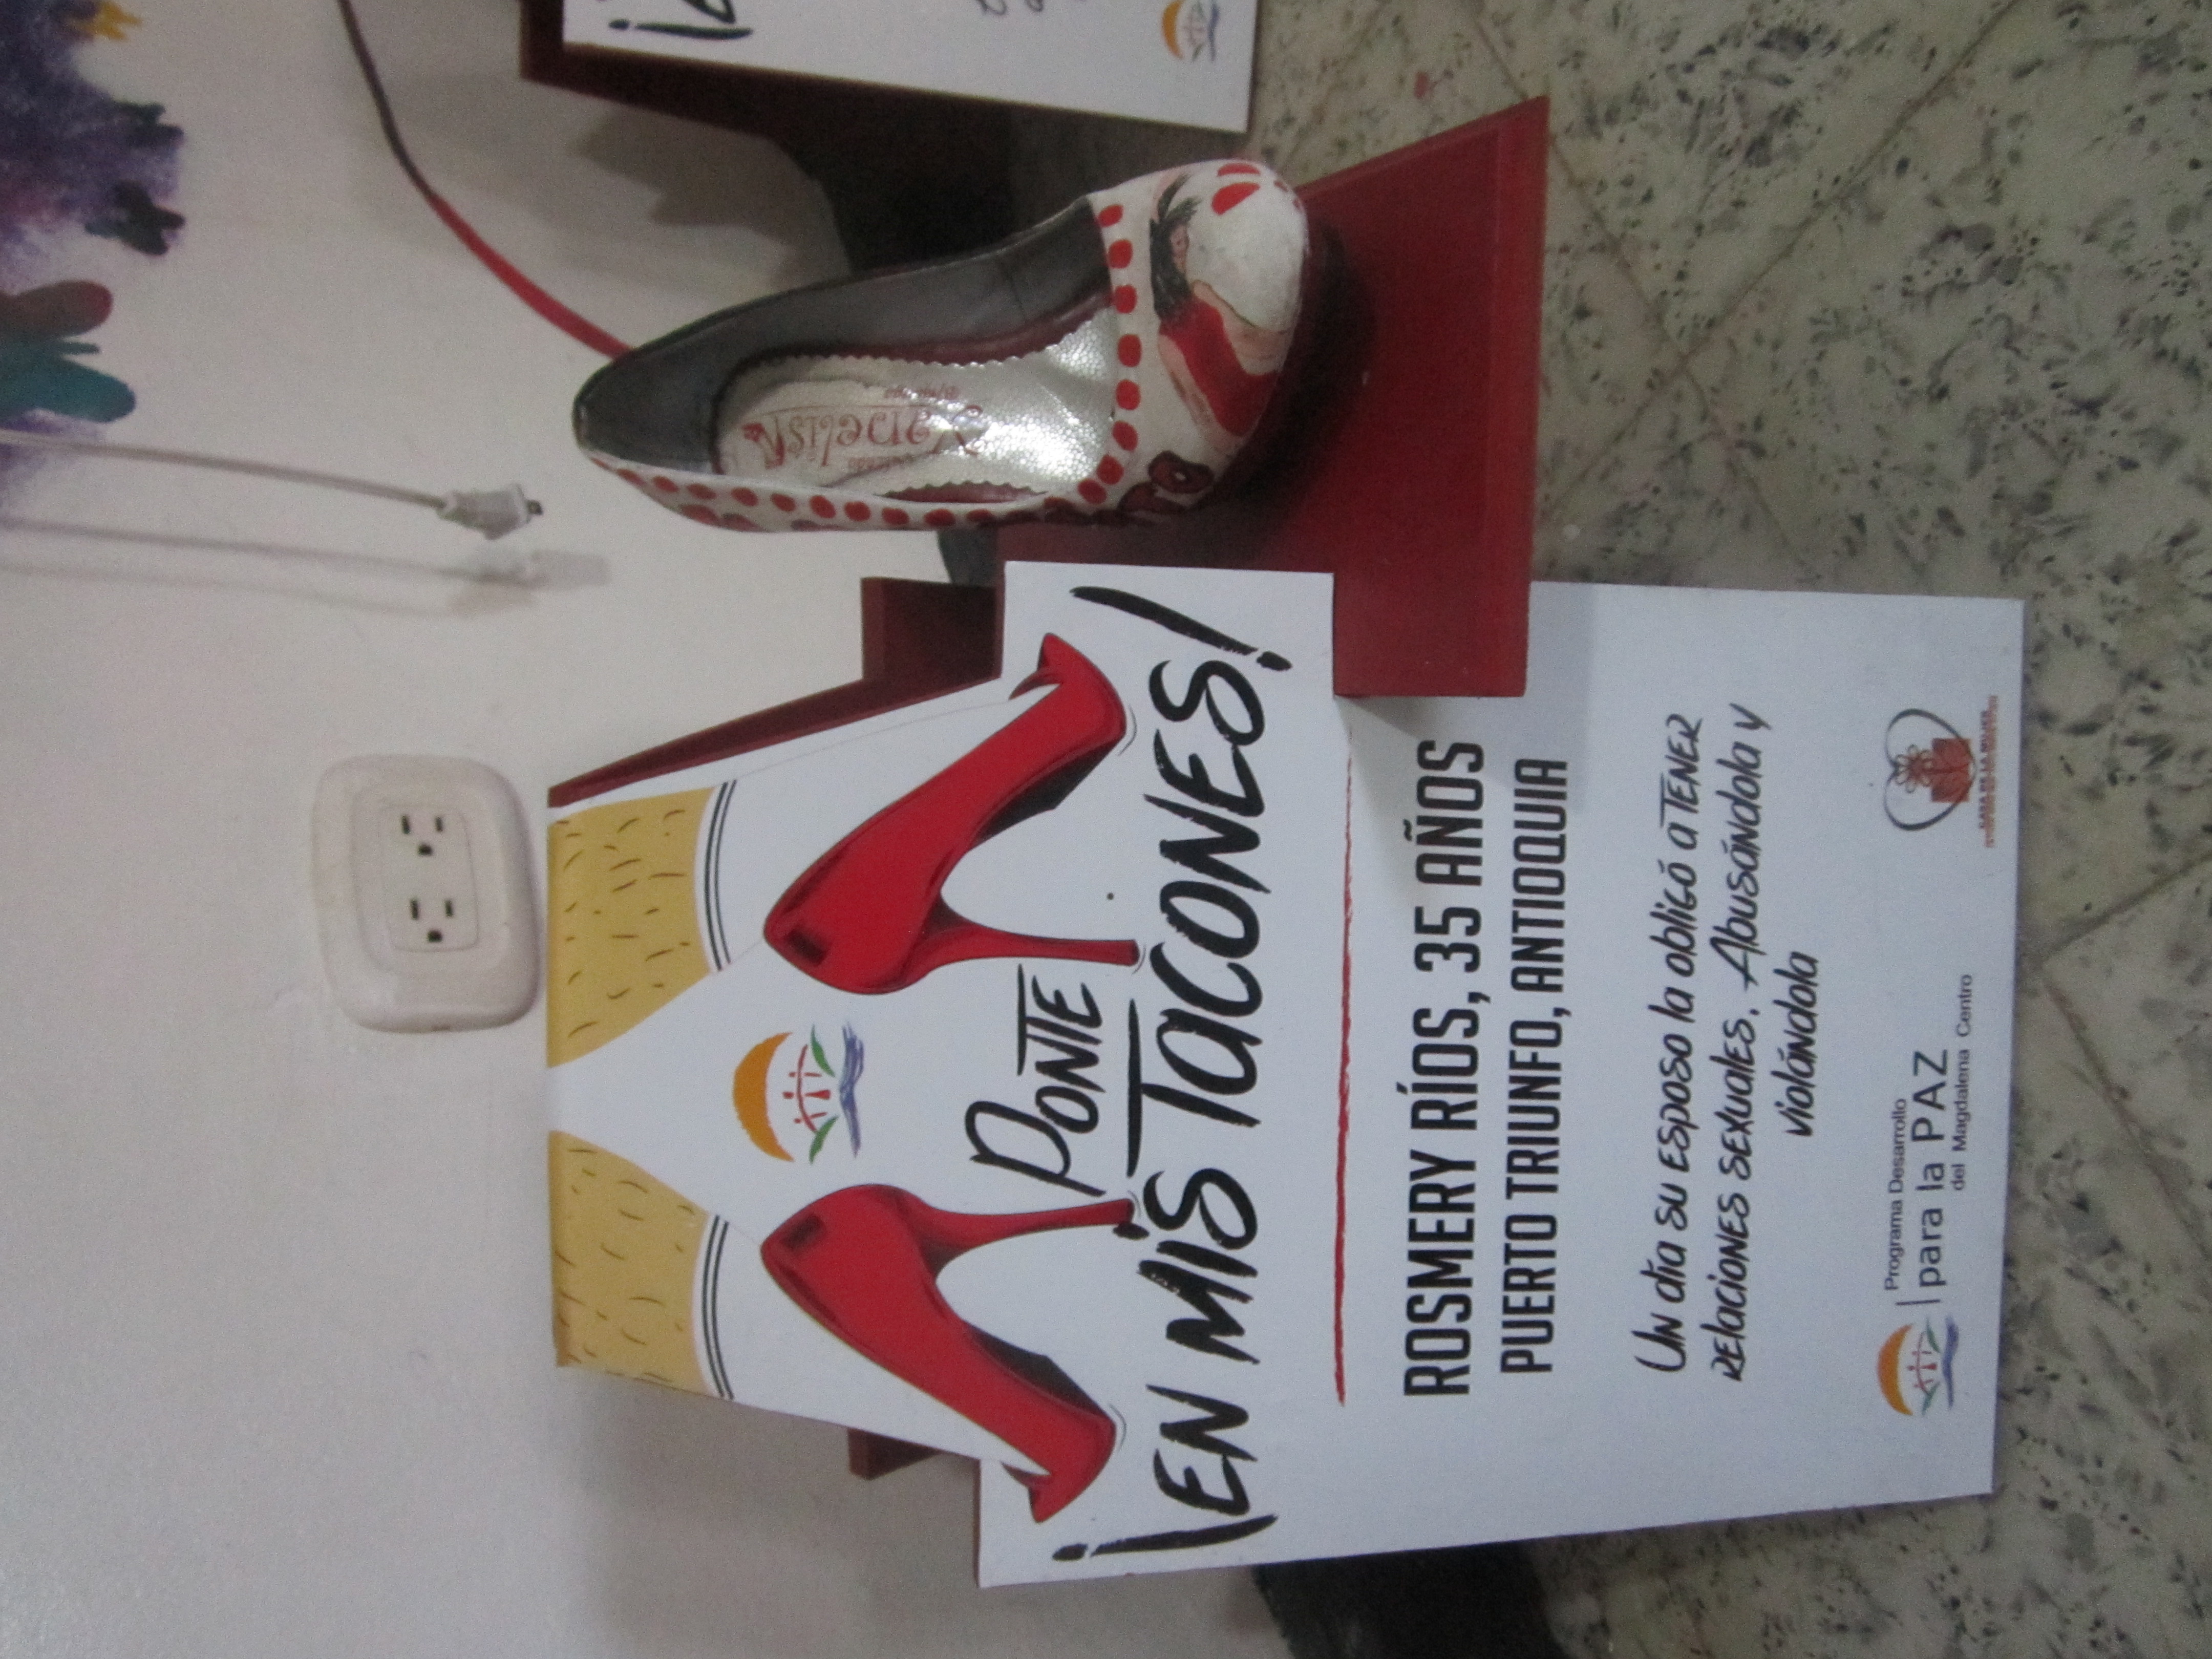 PONTE
¡EN MIS TACONES!
ROSMERY RÍOS, 35 AÑOS
PUERTO TRIUNFO, ANTIOQUIA
Un día su esposo la obligó a TENER
RElaciones sexuales. Abusándola y
violándola
Programa Desarrollo
para la PAZ
del Magdalena Centro
CASA DE LA MUJER